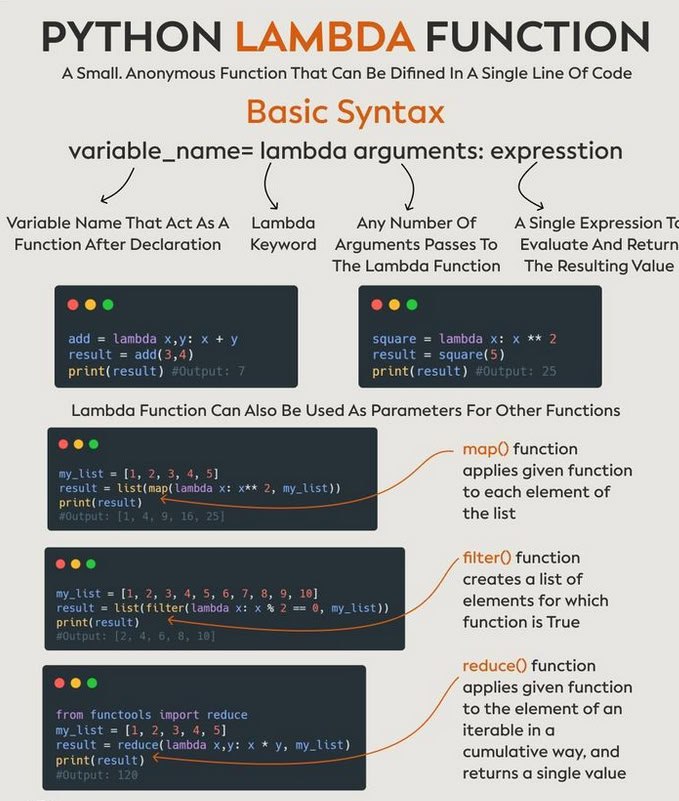 PYTHON LAMBDA FUNCTION
A Small. Anonymous Function That Can Be Difined In A Single Line Of Code
Basic Syntax
variable_name= lambda arguments: expresstion
Variable Name That Act As A
Function After Declaration
Lambda
Keyword
Any Number Of
Arguments Passes To
The Lambda Function
A Single Expression To
Evaluate And Return
The Resulting Value
add = lambda x,y: x + y
result = add(3,4)
print(result) #Output: 7
square = lambda x: x ** 2
result = square(5)
print(result) #Output: 25
Lambda Function Can Also Be Used As Parameters For Other Functions
my_list = [1, 2, 3, 4, 5]
result = list(map(lambda x: x** 2, my_list))
print(result)
#Output: [1, 4, 9, 16, 25]
map() function
applies given function
to each element of
the list
my_list = [1, 2, 3, 4, 5, 6, 7, 8, 9, 10]
result = list(filter(lambda x: x % 2 == 0, my_list))
print(result)
#Output: [2, 4, 6, 8, 10]
filter() function
creates a list of
elements for which
function is True
from functools import reduce
my_list = [1, 2, 3, 4, 5]
result = reduce(lambda x,y: x * y, my_list)
print(result)
#Output: 120
reduce() function
applies given function
to the element of an
iterable in a
cumulative way, and
returns a single value